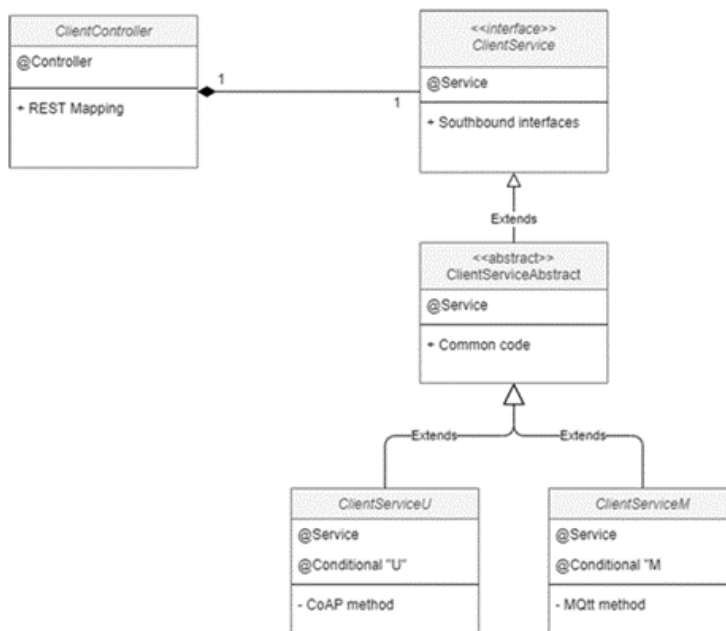 ClientController
@Controller
+ REST Mapping
1
1
<<interface>>
ClientService
@Service
+ Southbound interfaces
Extends
<<abstract>>
ClientServiceAbstract
@Service
+ Common code
Extends
Extends
ClientServiceU
@Service
@Conditional "U"
- CoAP method
ClientServiceM
@Service
@Conditional "M
- MQtt method